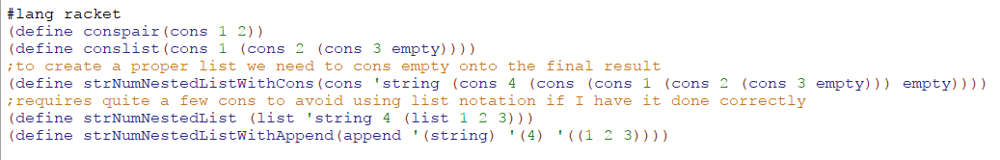 #lang racket
(define conspair(cons 1 2))
(define conslist(cons 1 (cons 2 (cons 3 empty))))
;to create a proper list we need to cons empty onto the final result
(define strNumNestedListWithCons(cons 'string (cons 4 (cons (cons 1 (cons 2 (cons 3 empty))) empty))))
;requires quite a few cons to avoid using list notation if I have it done correctly
(define strNumNestedList (list 'string 4 (list 1 2 3)))
(define strNumNestedListWithAppend(append '(string) '(4) '((1 2 3))))